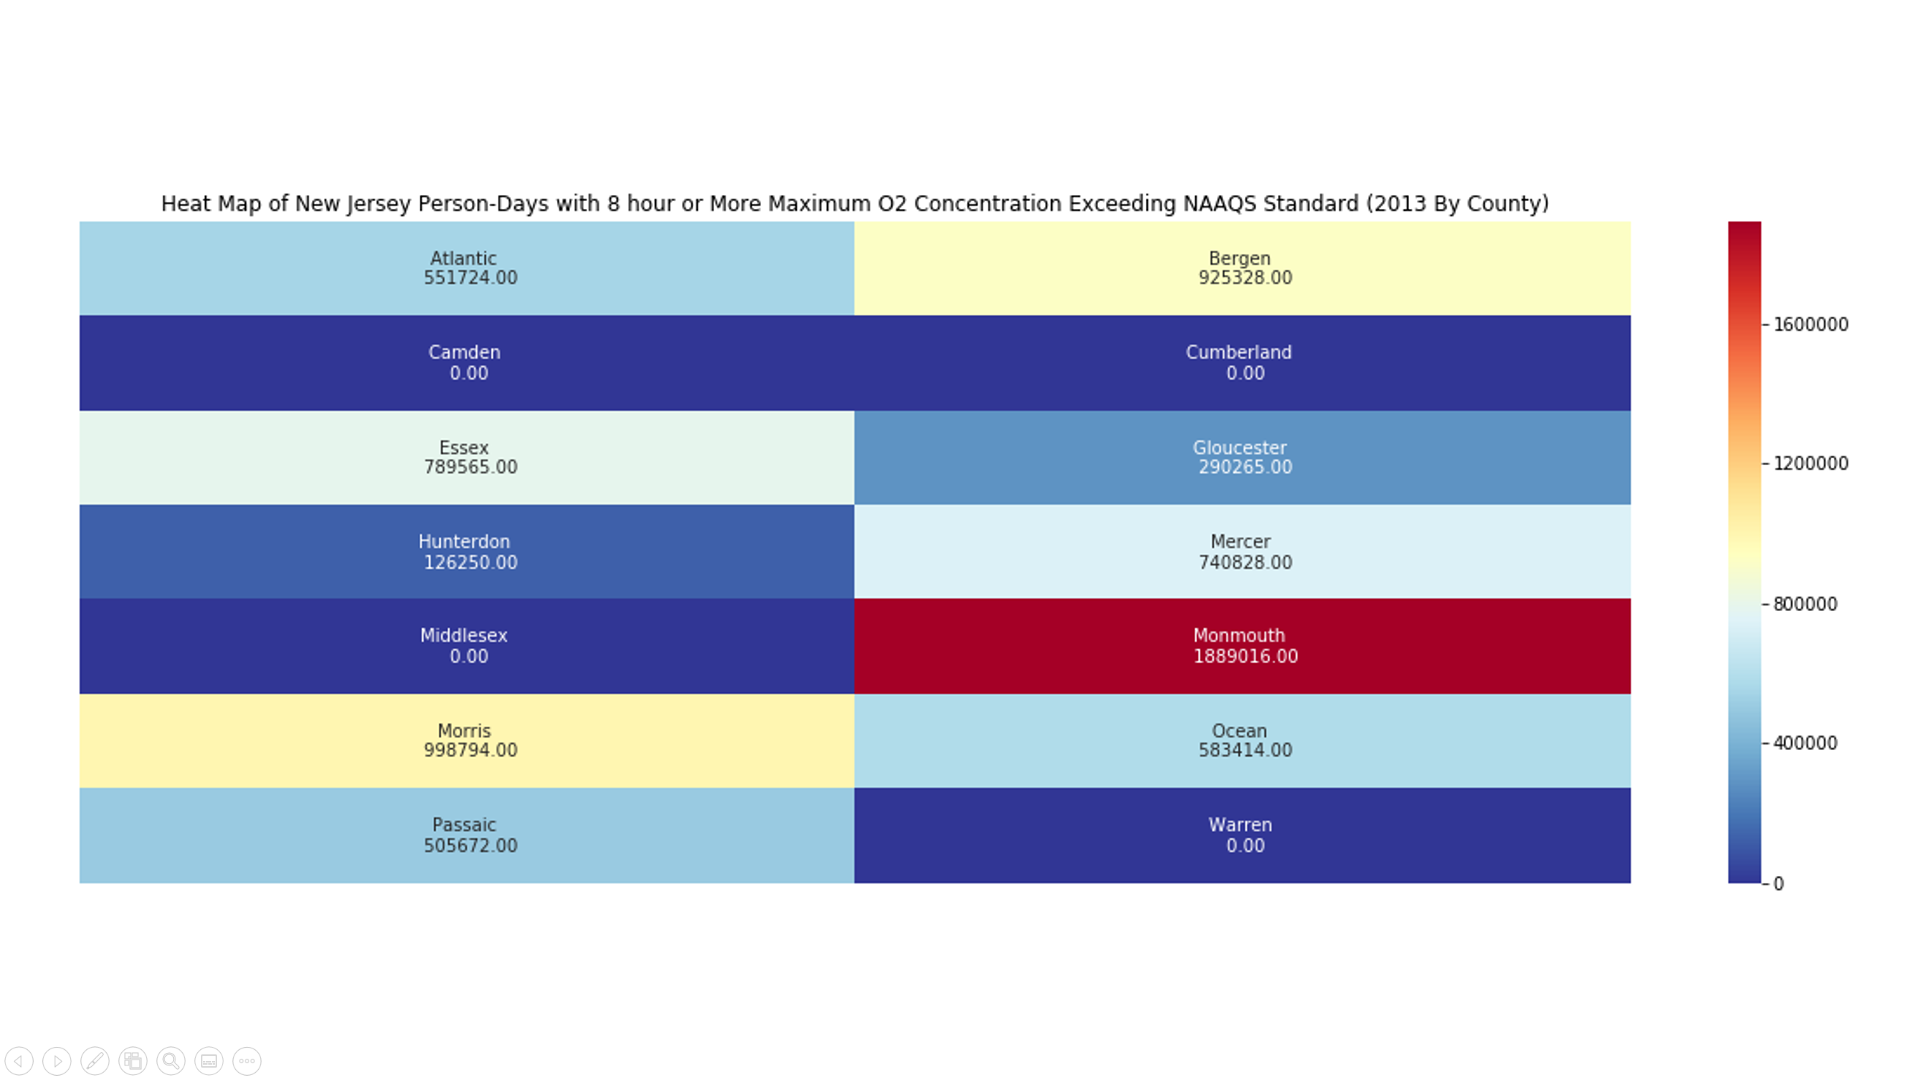 Heat Map of New Jersey Person-Days with 8 hour or More Maximum O2 Concentration Exceeding NAAQS Standard (2013 By County)
Atlantic
551724.00
Bergen
925328.00
Camden
0.00
Cumberland
0.00
Essex
789565.00
Gloucester
290265.00
Hunterdon
126250.00
Mercer
740828.00
Middlesex
0.00
Monmouth
1889016.00
Morris
998794.00
Ocean
583414.00
Passaic
505672.00
Warren
0.00
1600000
1200000
800000
400000
0